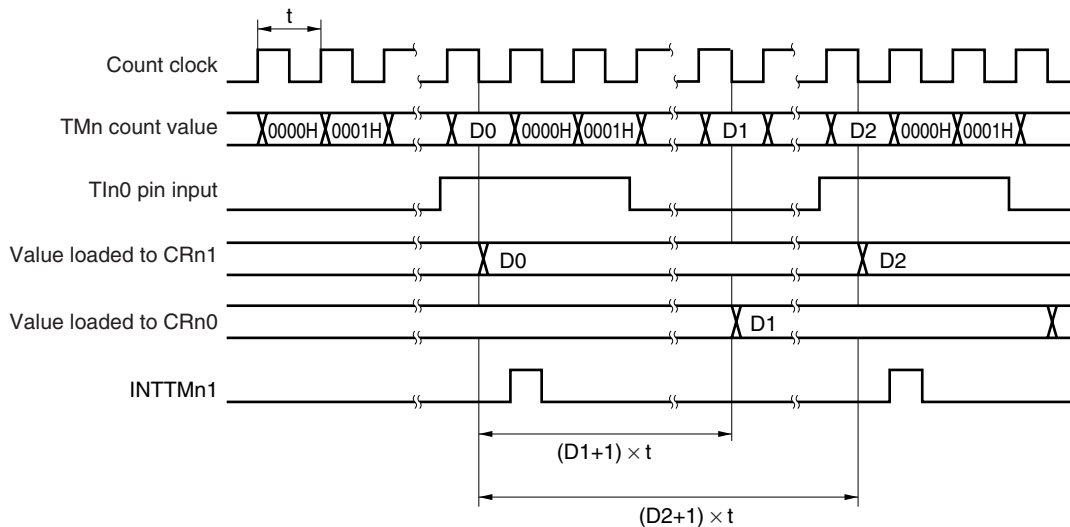 t
Count clock
TMn count value 0000H 0001H D0 0000H 0001H D1 D2 0000H 0001H
TIn0 pin input
Value loaded to CRn1 D0 D2
Value loaded to CRn0 D1
INTTMn1
(D1+1) × t
(D2+1) × t